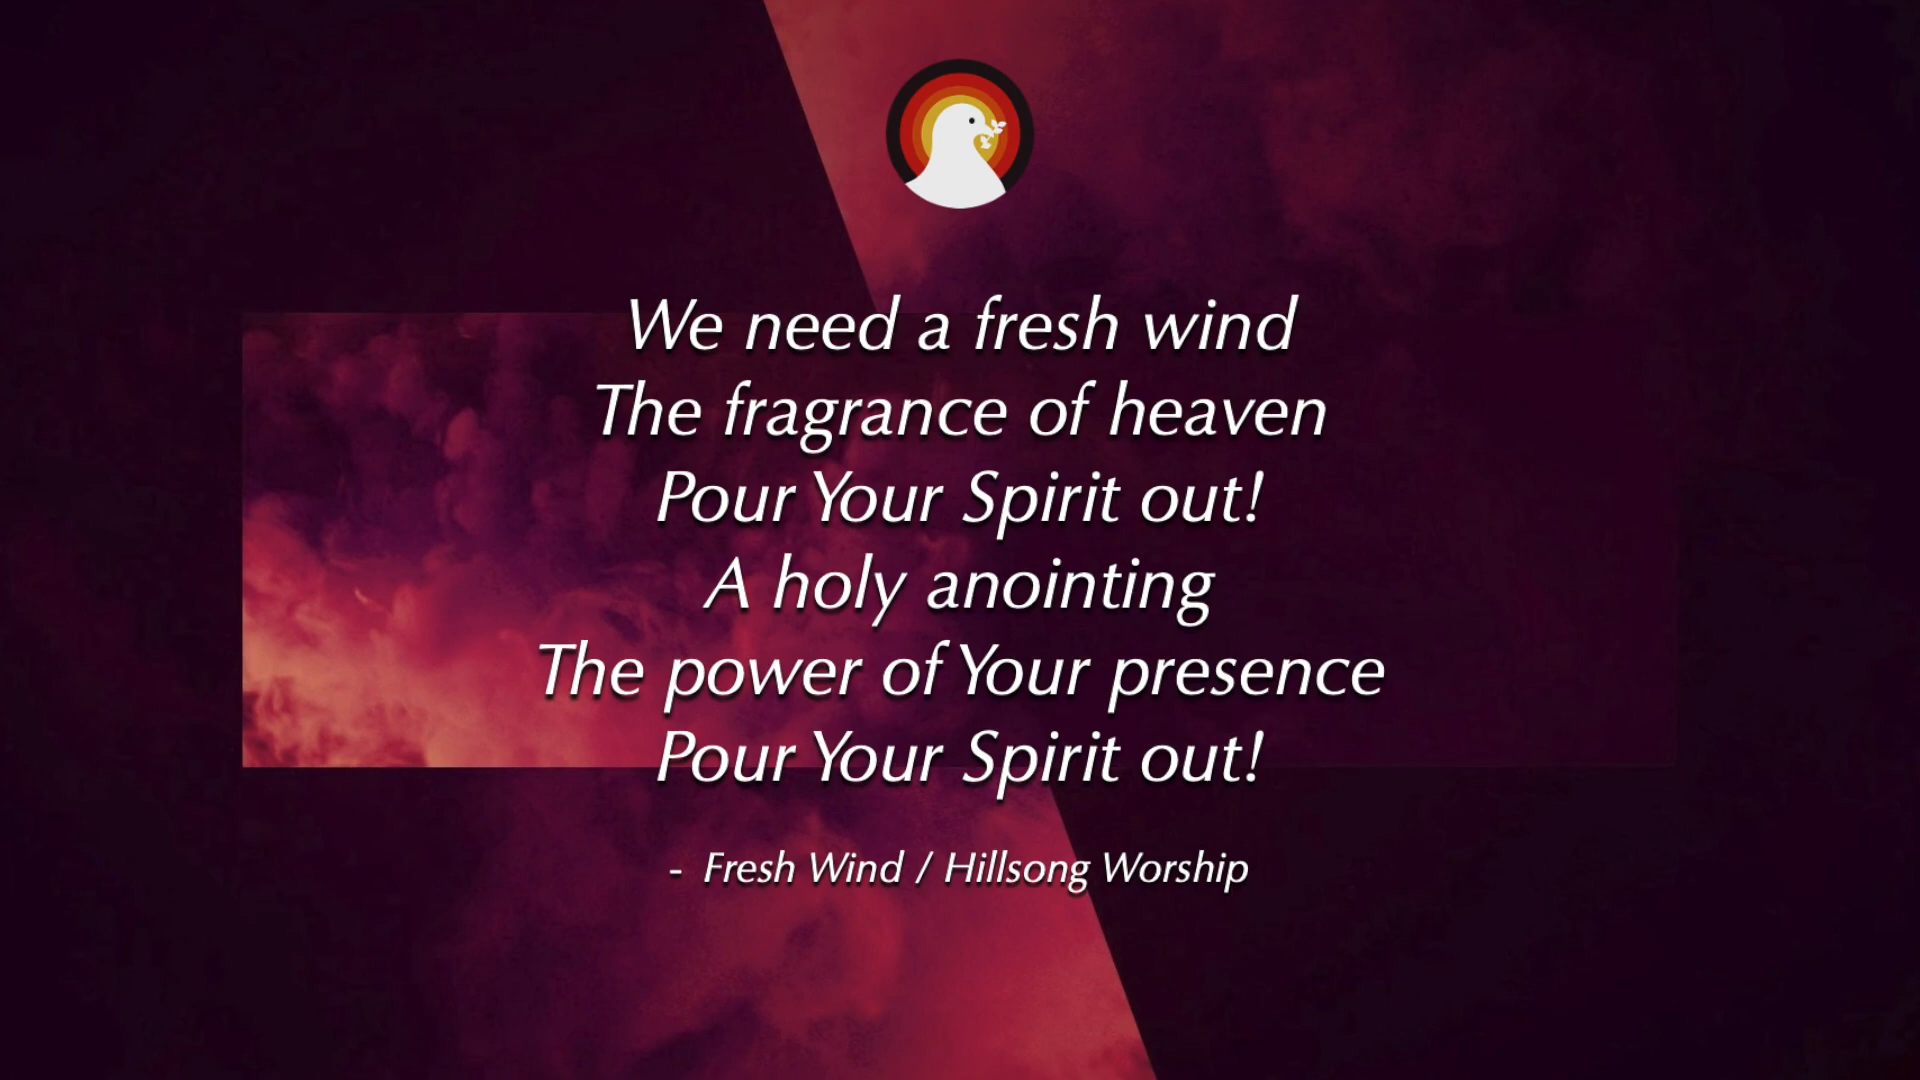 We need a fresh wind
The fragrance of heaven
Pour Your Spirit out!
A holy anointing
The power of Your presence
Pour Your Spirit out!
- Fresh Wind / Hillsong Worship